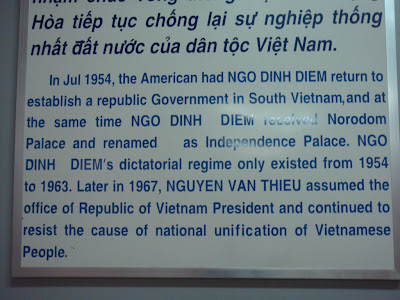 Hòa tiếp tục chống lại sự nghiệp thống
nhất đất nước của dân tộc Việt Nam.
In Jul 1954, the American had NGO DINH DIEM return to
establish a republic Government in South Vietnam,and at
the same time NGO DINH DIEM received Norodom
Palace and renamed as Independence Palace. NGO
DINH DIEM's dictatorial regime only existed from 1954
to 1963. Later in 1967, NGUYEN VAN THIEU assumed the
office of Republic of Vietnam President and continued to
resist the cause of national unification of Vietnamese
People.